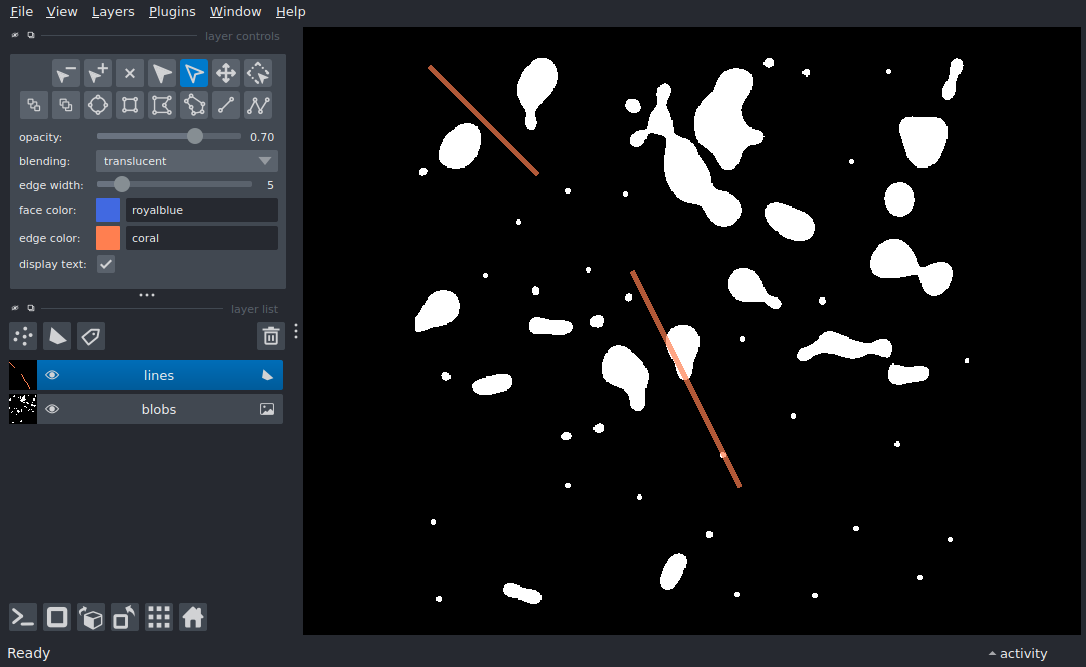 File View Layers Plugins Window Help
layer controls
opacity: 0.70
blending: translucent
edge width: 5
face color: royalblue
edge color: coral
display text:
layer list
lines
blobs
Ready
activity